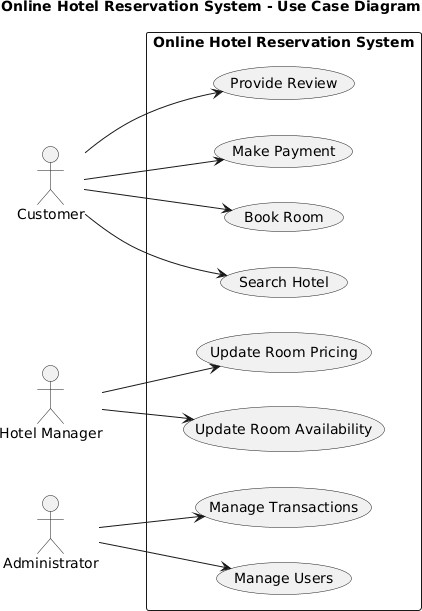 Online Hotel Reservation System - Use Case Diagram
Online Hotel Reservation System
Provide Review
Make Payment
Customer
Book Room
Search Hotel
Update Room Pricing
Hotel Manager
Update Room Availability
Manage Transactions
Administrator
Manage Users